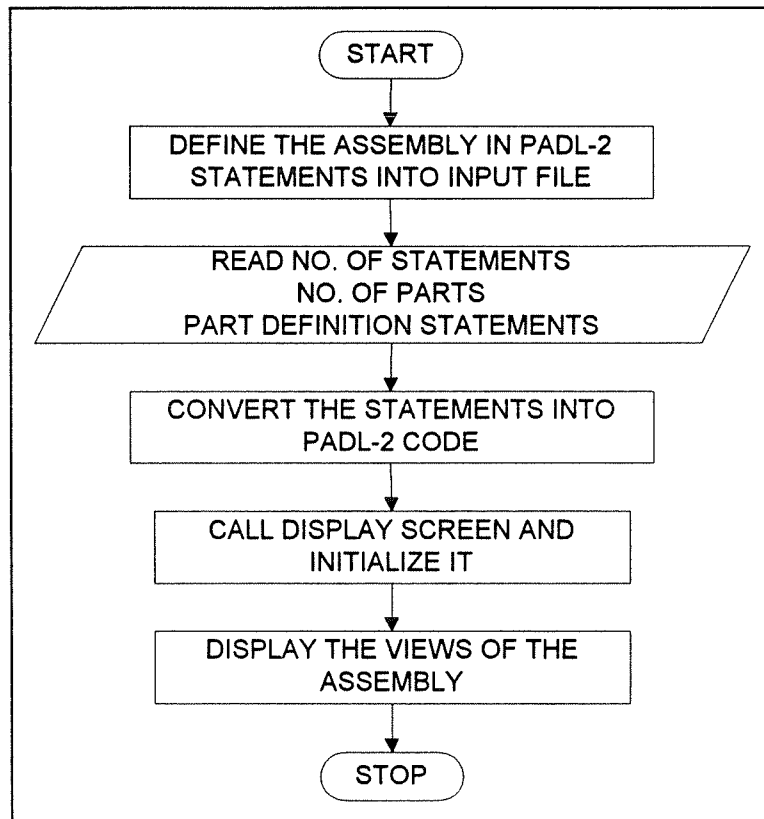 START
DEFINE THE ASSEMBLY IN PADL-2
STATEMENTS INTO INPUT FILE
READ NO. OF STATEMENTS
NO. OF PARTS
PART DEFINITION STATEMENTS
CONVERT THE STATEMENTS INTO
PADL-2 CODE
CALL DISPLAY SCREEN AND
INITIALIZE IT
DISPLAY THE VIEWS OF THE
ASSEMBLY
STOP